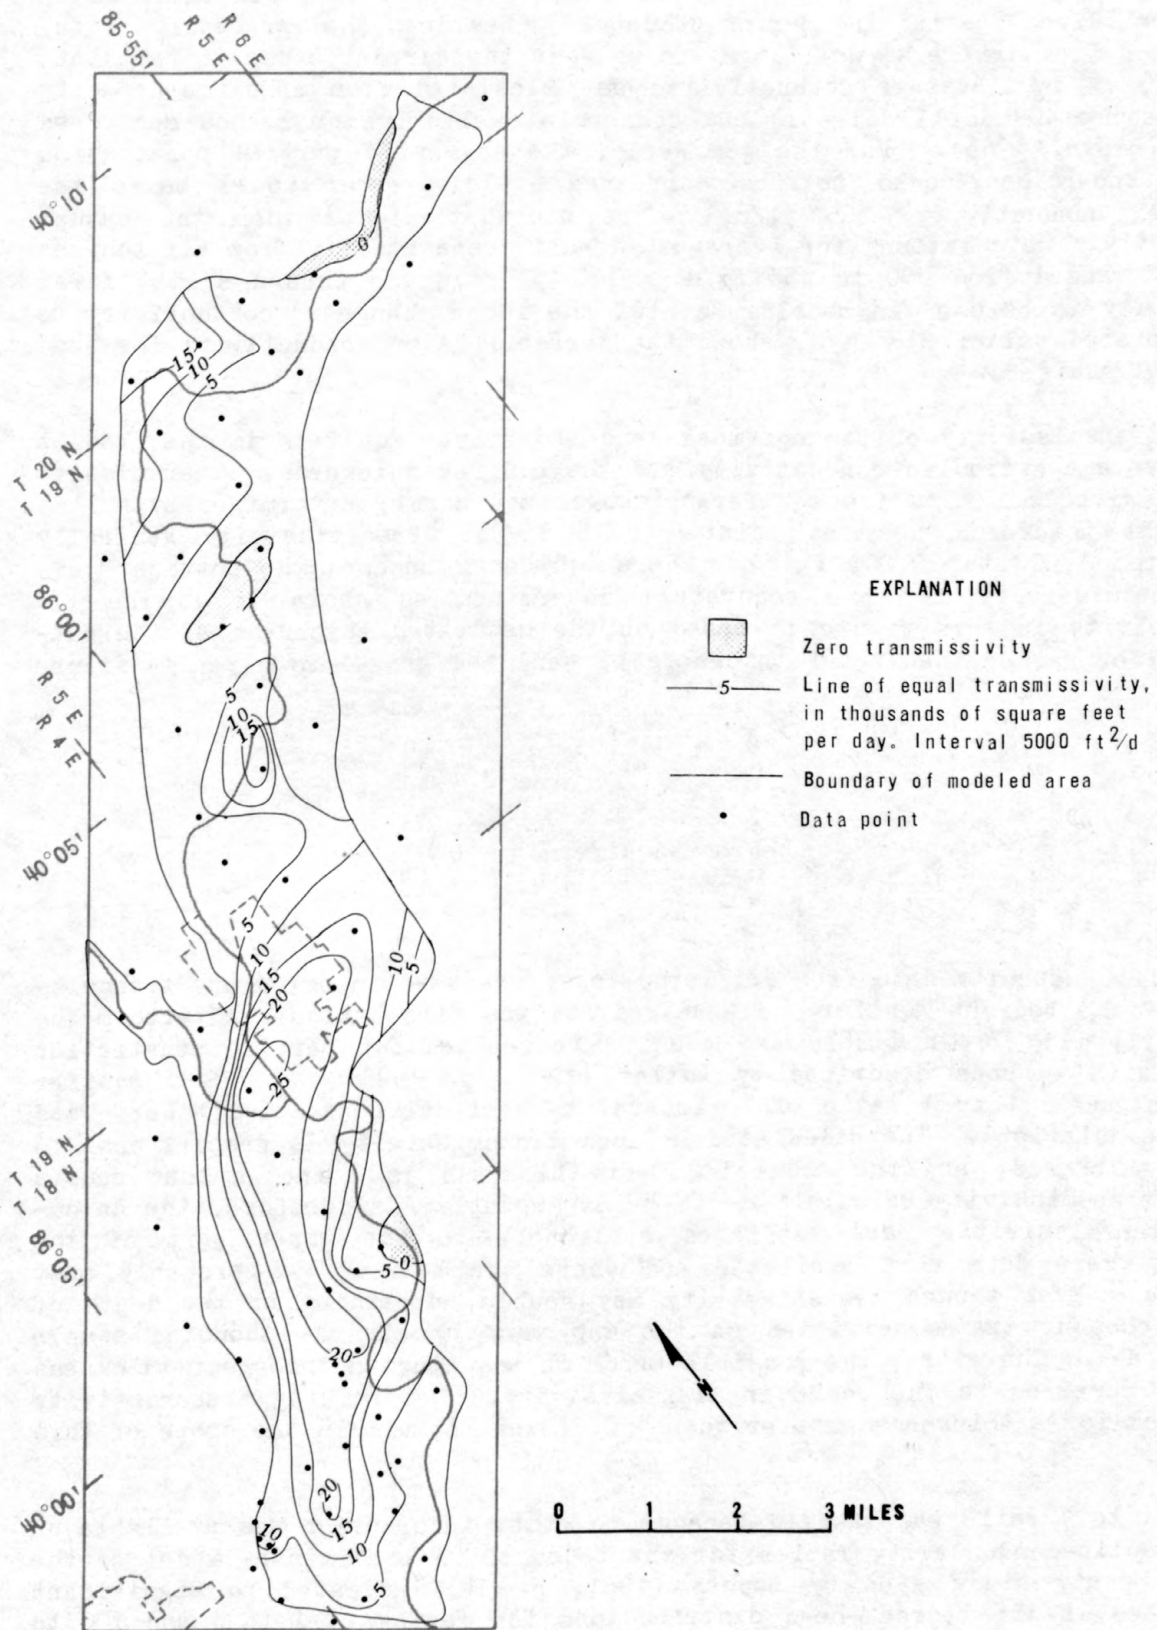 85°55'
R 5 E
R 6 E
40°10'
0
15
10
5
T 20 N
T 19 N
86°00'
R 5 E
R 4 E
5
10
15
40°05'
5
10
15
20
10
5
25
T 19 N
T 18 N
86°05'
0
5
20
40°00'
20
15
10
10
5
EXPLANATION
Zero transmissivity
5 Line of equal transmissivity,
in thousands of square feet
per day. Interval 5000 ft²/d
Boundary of modeled area
Data point
N
0 1 2 3 MILES